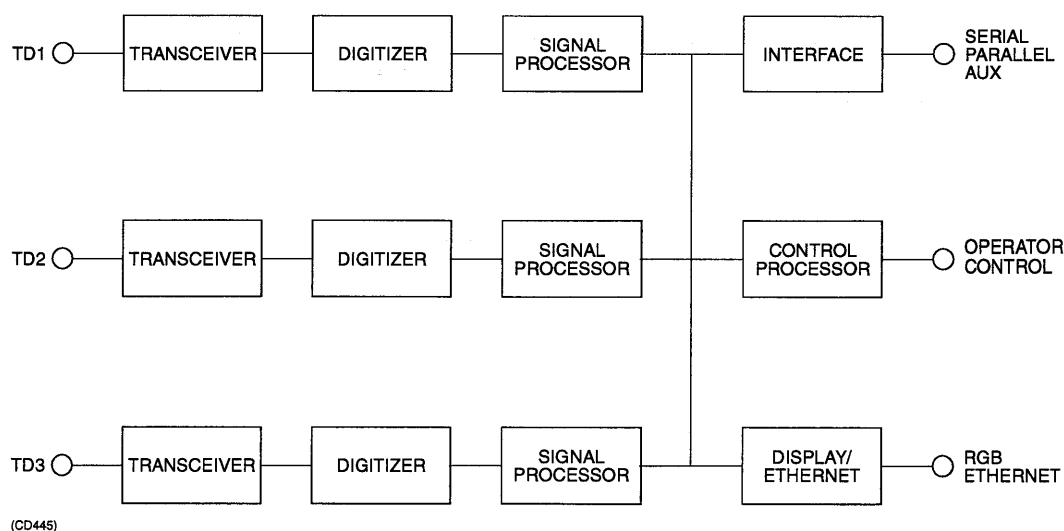 TD1
TRANSCEIVER
DIGITIZER
SIGNAL
PROCESSOR
INTERFACE
SERIAL
PARALLEL
AUX
TD2
TRANSCEIVER
DIGITIZER
SIGNAL
PROCESSOR
CONTROL
PROCESSOR
OPERATOR
CONTROL
TD3
TRANSCEIVER
DIGITIZER
SIGNAL
PROCESSOR
DISPLAY/
ETHERNET
RGB
ETHERNET
(CD445)